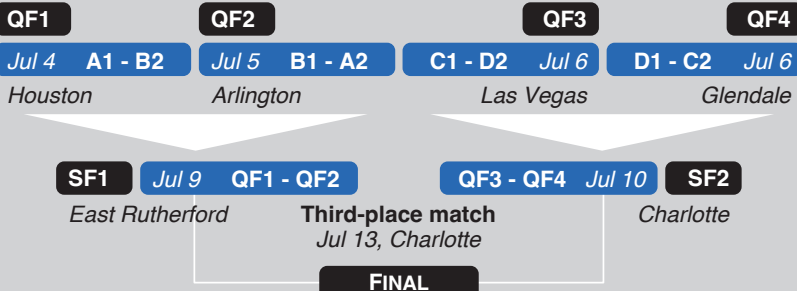 QF1 QF2 QF3 QF4
Jul 4 A1 - B2 Jul 5 B1 - A2 C1 - D2 Jul 6 D1 - C2 Jul 6
Houston Arlington Las Vegas Glendale
SF1 Jul 9 QF1 - QF2 QF3 - QF4 Jul 10 SF2
East Rutherford Third-place match Charlotte
Jul 13, Charlotte
FINAL